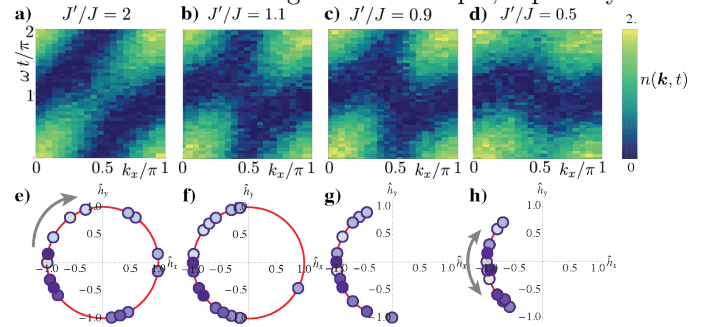 a) J'/J = 2 b) J'/J = 1.1 c) J'/J = 0.9 d) J'/J = 0.5
2 2.
ωt/π 1 n(k, t)
0
0 0.5 kx/π 1 0 0.5 kx/π 1 0 0.5 kx/π 1 0 0.5 kx/π 1
e) ĥy f) ĥy g) ĥy h) ĥy
1.0 1.0 1.0 1.0
0.5 0.5 0.5 0.5
ĥx ĥx ĥx ĥx
−1.0 −0.5 0.5 1.0 −1.0 −0.5 0.5 1.0 −1.0 −0.5 0.5 1.0 −1.0 −0.5 0.5 1.0
−0.5 −0.5 −0.5 −0.5
−1.0 −1.0 −1.0 −1.0